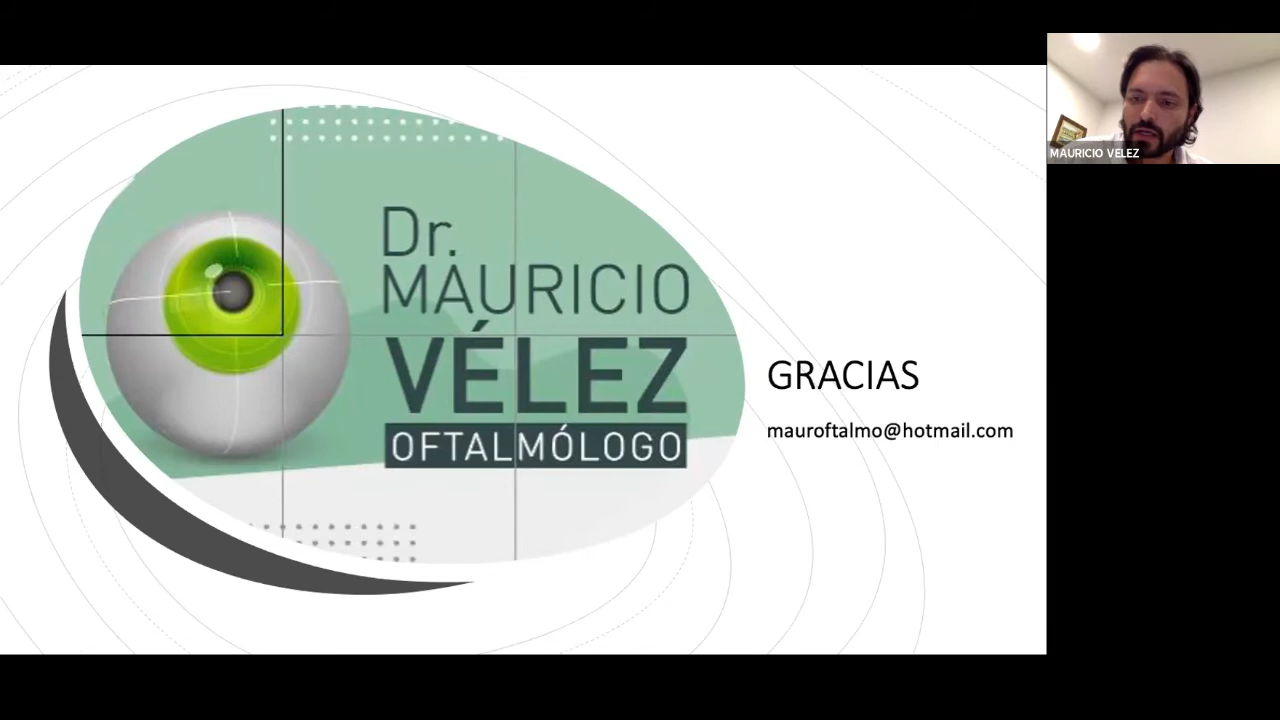 Dr.
MAURICIO
VÉLEZ
OFTALMÓLOGO
GRACIAS
mauroftalmo@hotmail.com
MAURICIO VELEZ